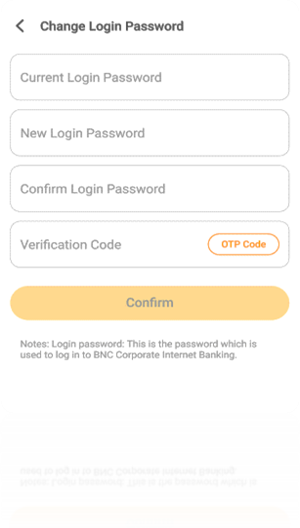 Change Login Password
Current Login Password
New Login Password
Confirm Login Password
Verification Code OTP Code
Confirm
Notes: Login password: This is the password which is
used to log in to BNC Corporate Internet Banking.